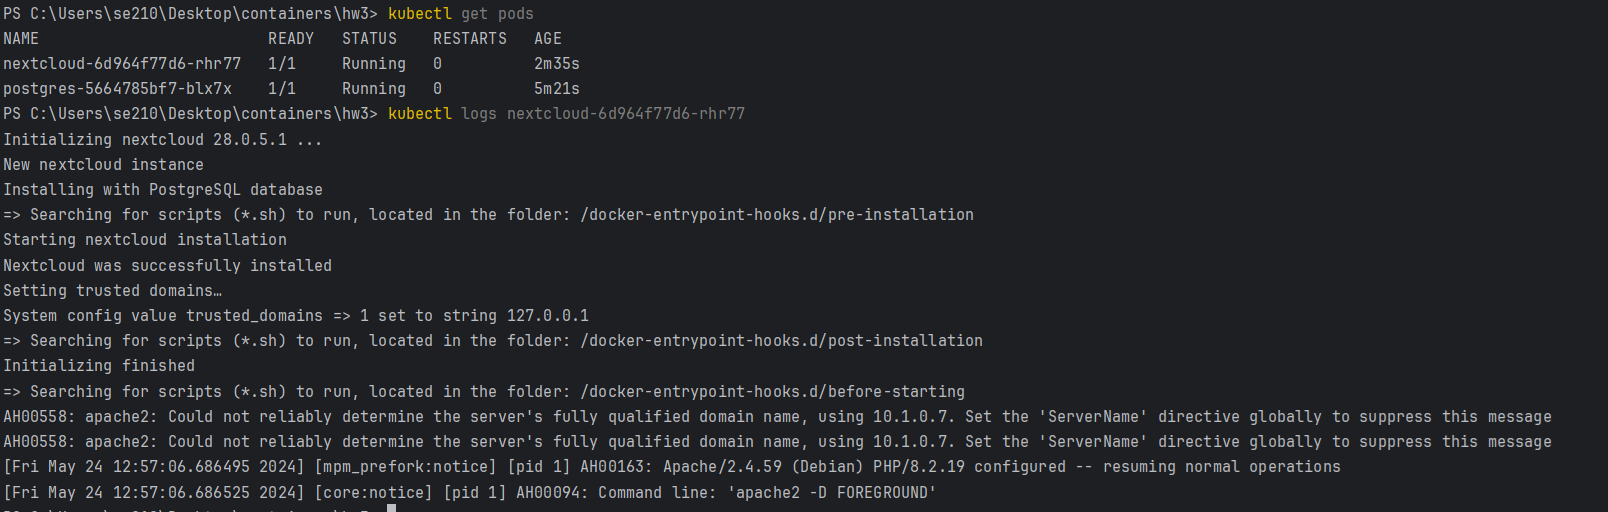 PS C:\Users\se210\Desktop\containers\hw3> kubectl get pods
NAME                         READY   STATUS    RESTARTS   AGE
nextcloud-6d964f77d6-rhr77   1/1     Running   0          2m35s
postgres-5664785bf7-blx7x    1/1     Running   0          5m21s
PS C:\Users\se210\Desktop\containers\hw3> kubectl logs nextcloud-6d964f77d6-rhr77
Initializing nextcloud 28.0.5.1 ...
New nextcloud instance
Installing with PostgreSQL database
=> Searching for scripts (*.sh) to run, located in the folder: /docker-entrypoint-hooks.d/pre-installation
Starting nextcloud installation
Nextcloud was successfully installed
Setting trusted domains…
System config value trusted_domains => 1 set to string 127.0.0.1
=> Searching for scripts (*.sh) to run, located in the folder: /docker-entrypoint-hooks.d/post-installation
Initializing finished
=> Searching for scripts (*.sh) to run, located in the folder: /docker-entrypoint-hooks.d/before-starting
AH00558: apache2: Could not reliably determine the server's fully qualified domain name, using 10.1.0.7. Set the 'ServerName' directive globally to suppress this message
AH00558: apache2: Could not reliably determine the server's fully qualified domain name, using 10.1.0.7. Set the 'ServerName' directive globally to suppress this message
[Fri May 24 12:57:06.686495 2024] [mpm_prefork:notice] [pid 1] AH00163: Apache/2.4.59 (Debian) PHP/8.2.19 configured -- resuming normal operations
[Fri May 24 12:57:06.686525 2024] [core:notice] [pid 1] AH00094: Command line: 'apache2 -D FOREGROUND'